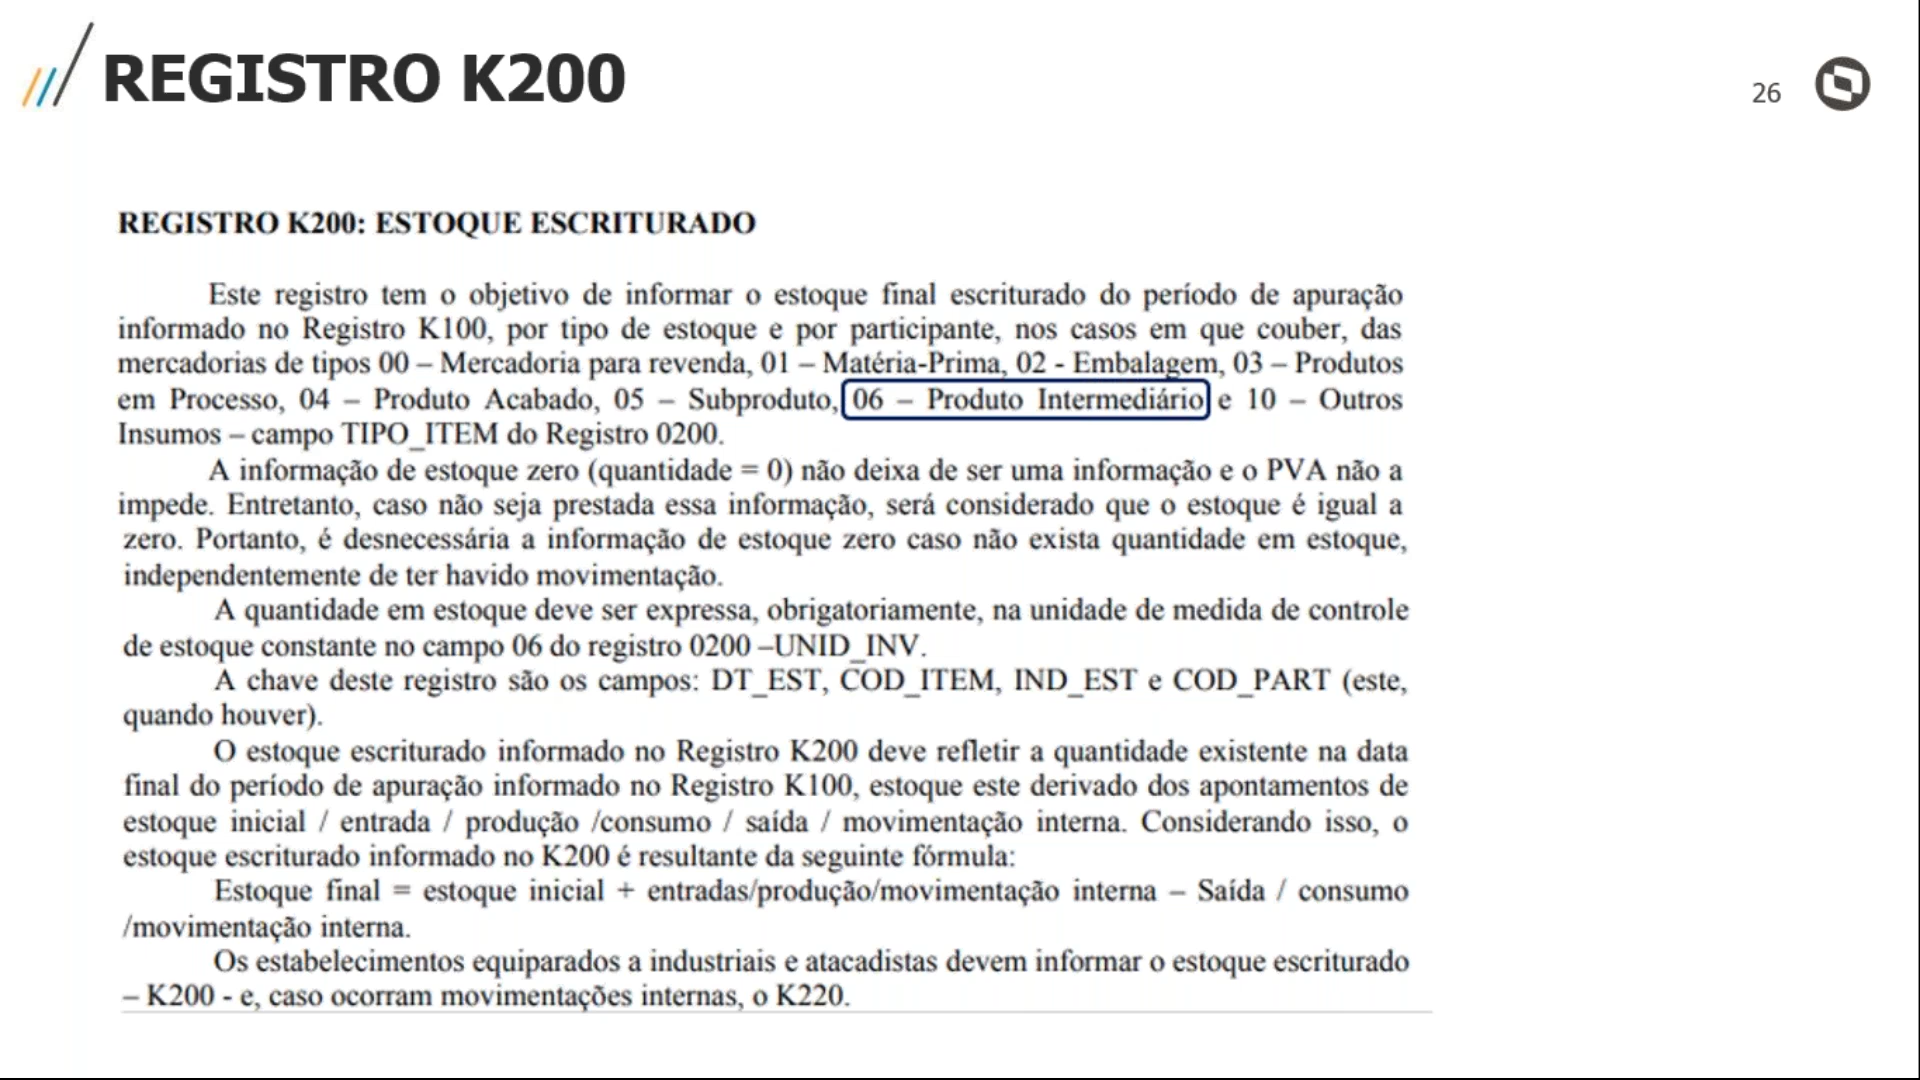 REGISTRO K200
26
REGISTRO K200: ESTOQUE ESCRITURADO
Este registro tem o objetivo de informar o estoque final escriturado do período de apuração
informado no Registro K100, por tipo de estoque e por participante, nos casos em que couber, das
mercadorias de tipos 00 – Mercadoria para revenda, 01 – Matéria-Prima, 02 - Embalagem, 03 – Produtos
em Processo, 04 – Produto Acabado, 05 – Subproduto, 06 – Produto Intermediário e 10 – Outros
Insumos – campo TIPO_ITEM do Registro 0200.
A informação de estoque zero (quantidade = 0) não deixa de ser uma informação e o PVA não a
impede. Entretanto, caso não seja prestada essa informação, será considerado que o estoque é igual a
zero. Portanto, é desnecessária a informação de estoque zero caso não exista quantidade em estoque,
independentemente de ter havido movimentação.
A quantidade em estoque deve ser expressa, obrigatoriamente, na unidade de medida de controle
de estoque constante no campo 06 do registro 0200 –UNID_INV.
A chave deste registro são os campos: DT_EST, COD_ITEM, IND_EST e COD_PART (este,
quando houver).
O estoque escriturado informado no Registro K200 deve refletir a quantidade existente na data
final do período de apuração informado no Registro K100, estoque este derivado dos apontamentos de
estoque inicial / entrada / produção /consumo / saída / movimentação interna. Considerando isso, o
estoque escriturado informado no K200 é resultante da seguinte fórmula:
Estoque final = estoque inicial + entradas/produção/movimentação interna – Saída / consumo
/movimentação interna.
Os estabelecimentos equiparados a industriais e atacadistas devem informar o estoque escriturado
– K200 - e, caso ocorram movimentações internas, o K220.